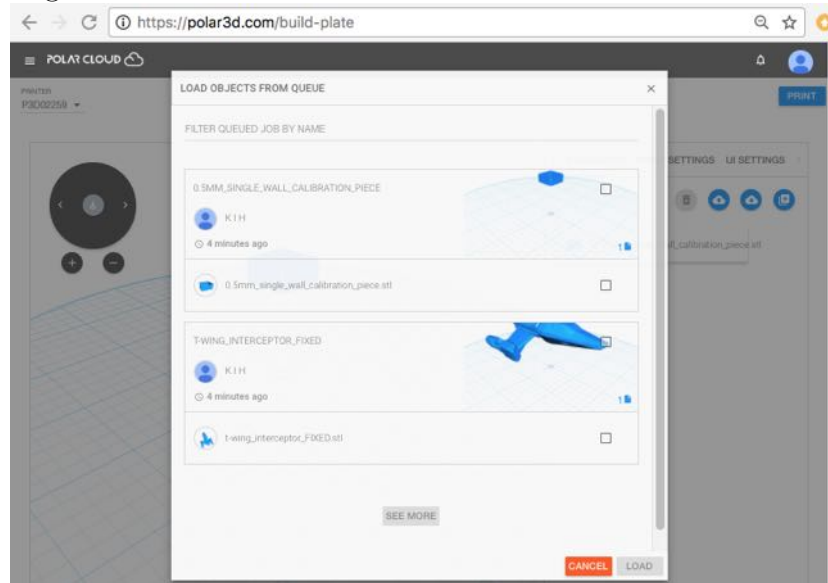 https://polar3d.com/build-plate
POLAR CLOUD
PRINTER
P3D02259
PRINT
LOAD OBJECTS FROM QUEUE
FILTER QUEUED JOB BY NAME
SETTINGS UI SETTINGS
0.5MM_SINGLE_WALL_CALIBRATION_PIECE
K I H
4 minutes ago
1
ll_calibration_piece.stl
0.5mm_single_wall_calibration_piece.stl
T-WING_INTERCEPTOR_FIXED
K I H
4 minutes ago
1
t-wing_interceptor_FIXED.stl
SEE MORE
CANCEL LOAD